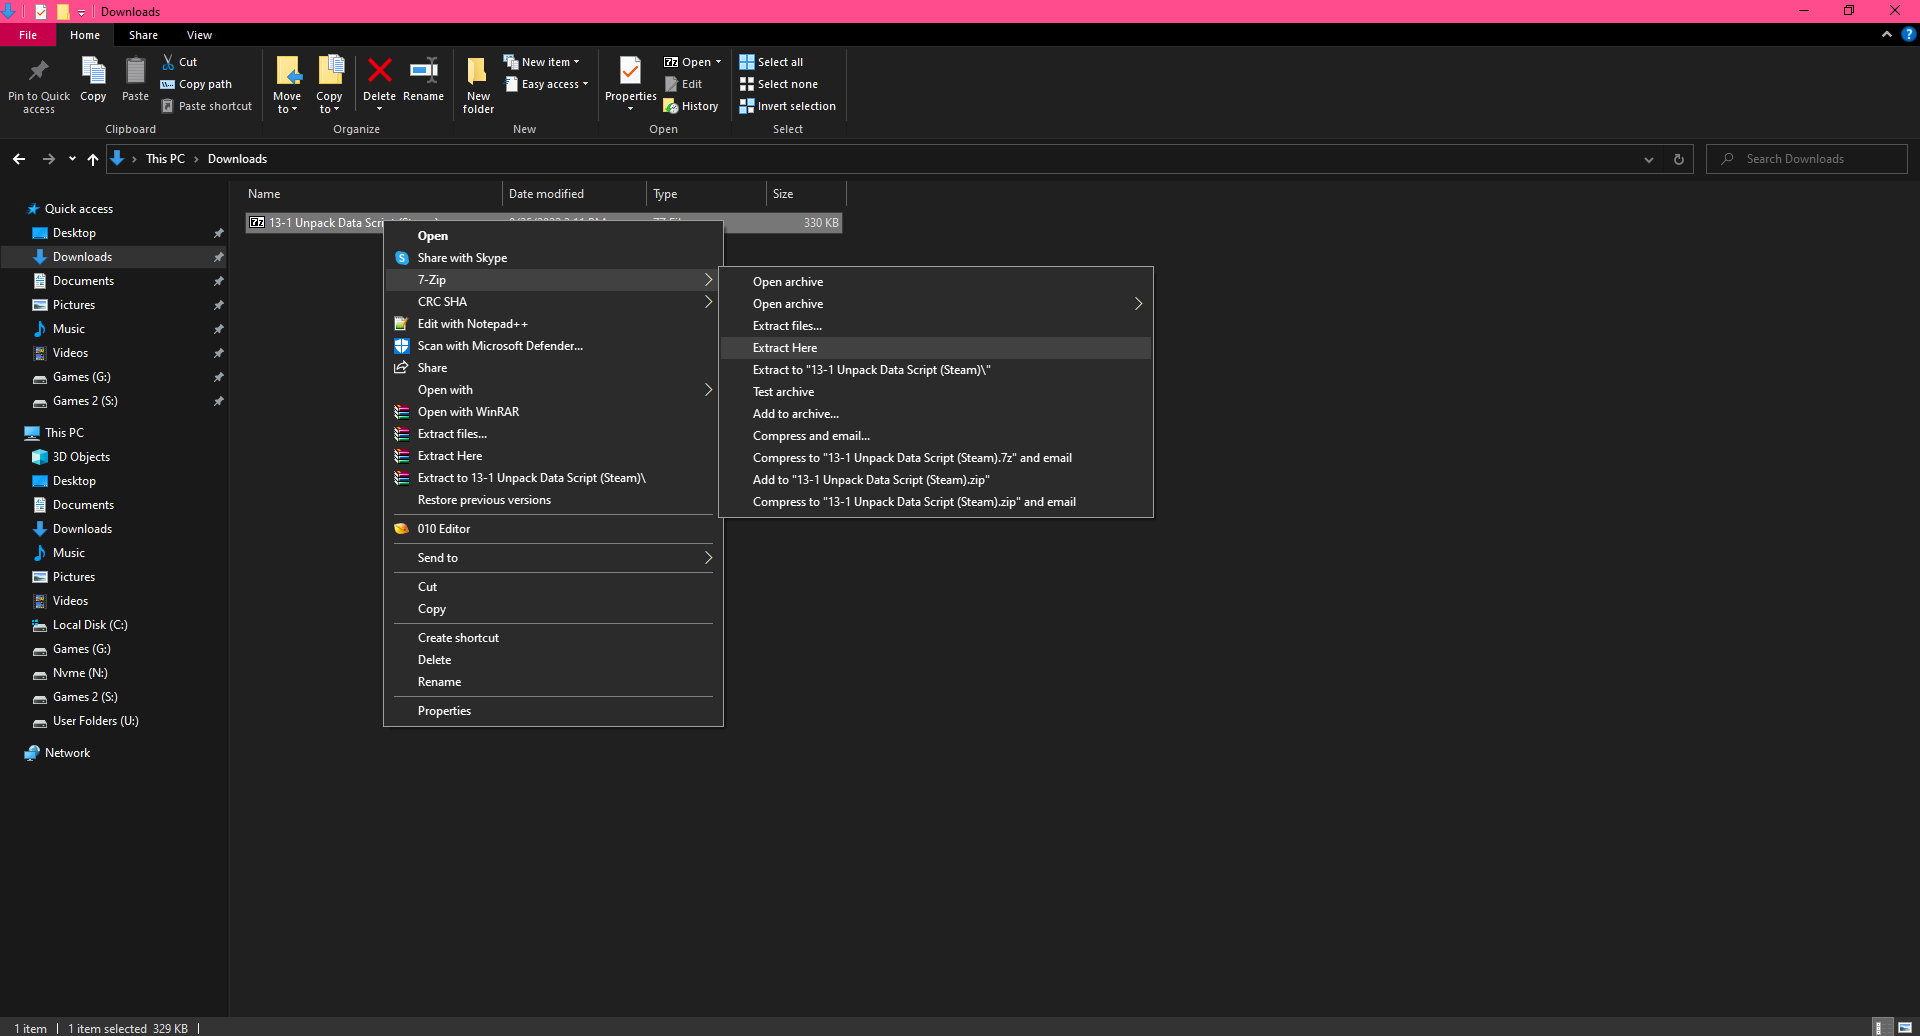 Downloads
File Home Share View
Pin to Quick access
Copy
Paste
Cut
Copy path
Paste shortcut
Clipboard
Move to
Copy to
Delete
Rename
Organize
New folder
New item
Easy access
New
Properties
Open
Edit
History
Open
Select all
Select none
Invert selection
Select
This PC > Downloads
Search Downloads
Name Date modified Type Size
13-1 Unpack Data Scri 330 KB
Quick access
Desktop
Downloads
Documents
Pictures
Music
Videos
Games (G:)
Games 2 (S:)
This PC
3D Objects
Desktop
Documents
Downloads
Music
Pictures
Videos
Local Disk (C:)
Games (G:)
Nvme (N:)
Games 2 (S:)
User Folders (U:)
Network
Open
Share with Skype
7-Zip
CRC SHA
Edit with Notepad++
Scan with Microsoft Defender...
Share
Open with
Open with WinRAR
Extract files...
Extract Here
Extract to 13-1 Unpack Data Script (Steam)\
Restore previous versions
010 Editor
Send to
Cut
Copy
Create shortcut
Delete
Rename
Properties
Open archive
Open archive
Extract files...
Extract Here
Extract to "13-1 Unpack Data Script (Steam)\"
Test archive
Add to archive...
Compress and email...
Compress to "13-1 Unpack Data Script (Steam).7z" and email
Add to "13-1 Unpack Data Script (Steam).zip"
Compress to "13-1 Unpack Data Script (Steam).zip" and email
1 item 1 item selected 329 KB